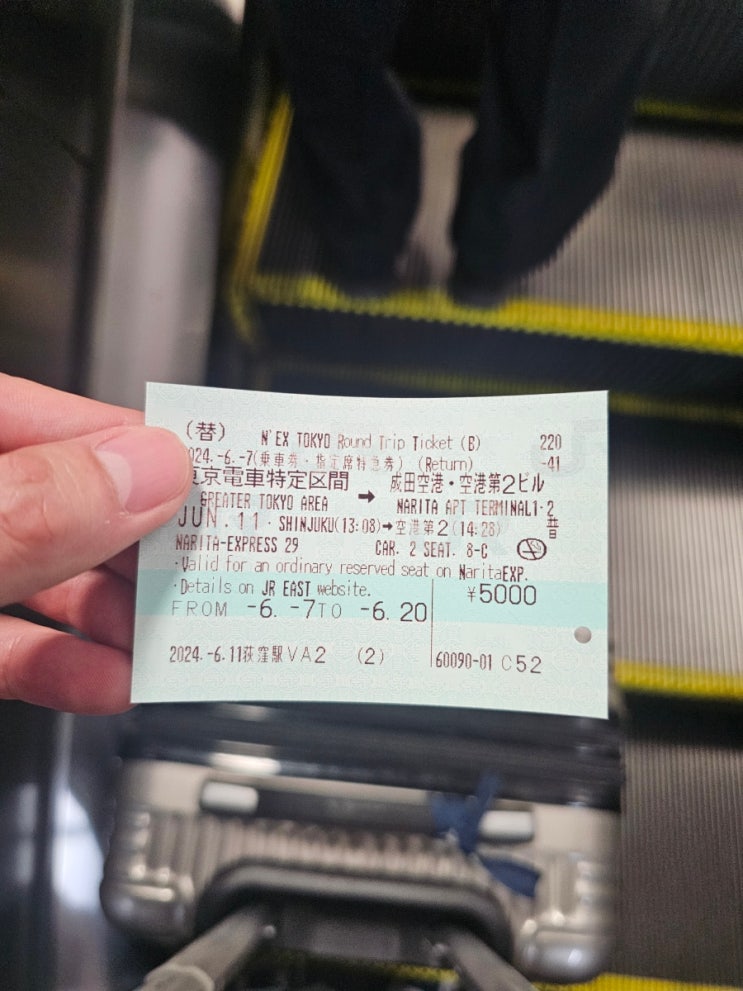 (替) N'EX TOKYO Round Trip Ticket (B) 220
024.-6.-7(乗車券・指定席特急券) (Return) -41
東京電車特定区間 → 成田空港・空港第2ビル
GREATER TOKYO AREA NARITA APT TERMINAL1・2
JUN.11・SHINJUKU(13:08)→空港第2(14:28)
NARITA-EXPRESS 29 CAR. 2 SEAT. 8-C
・Valid for an ordinary reserved seat on NaritaEXP.
・Details on JR EAST website. ¥5000
FROM -6. -7TO -6.20
2024.-6.11荻窪駅VA2 (2) 60090-01 C52